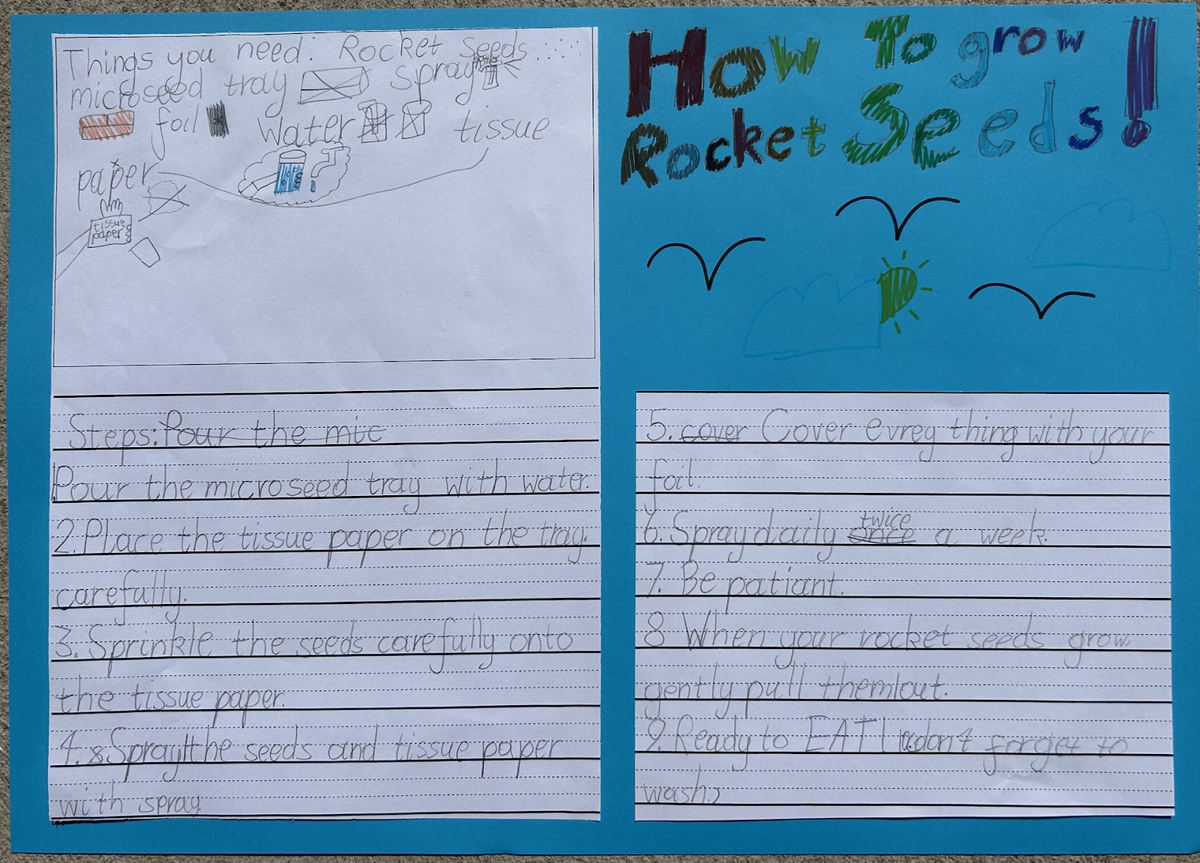 Things you need: Rocket seeds
microseed tray spray
foil water tissue
paper
tissue
paper
Steps: Pour the mic
Pour the microseed tray with water.
2. Place the tissue paper on the tray
carefully.
3. Sprinkle the seeds carefully onto
the tissue paper.
4. Spray the seeds and tissue paper
with spray
How To grow
Rocket Seeds!
5. cover Cover evrey thing with your
foil.
twice
6. Spray daily once a week.
7. Be patiant.
8 When your rocket seeds grow
gently pull them out.
9. Ready to EAT! don't forget to
wash.)